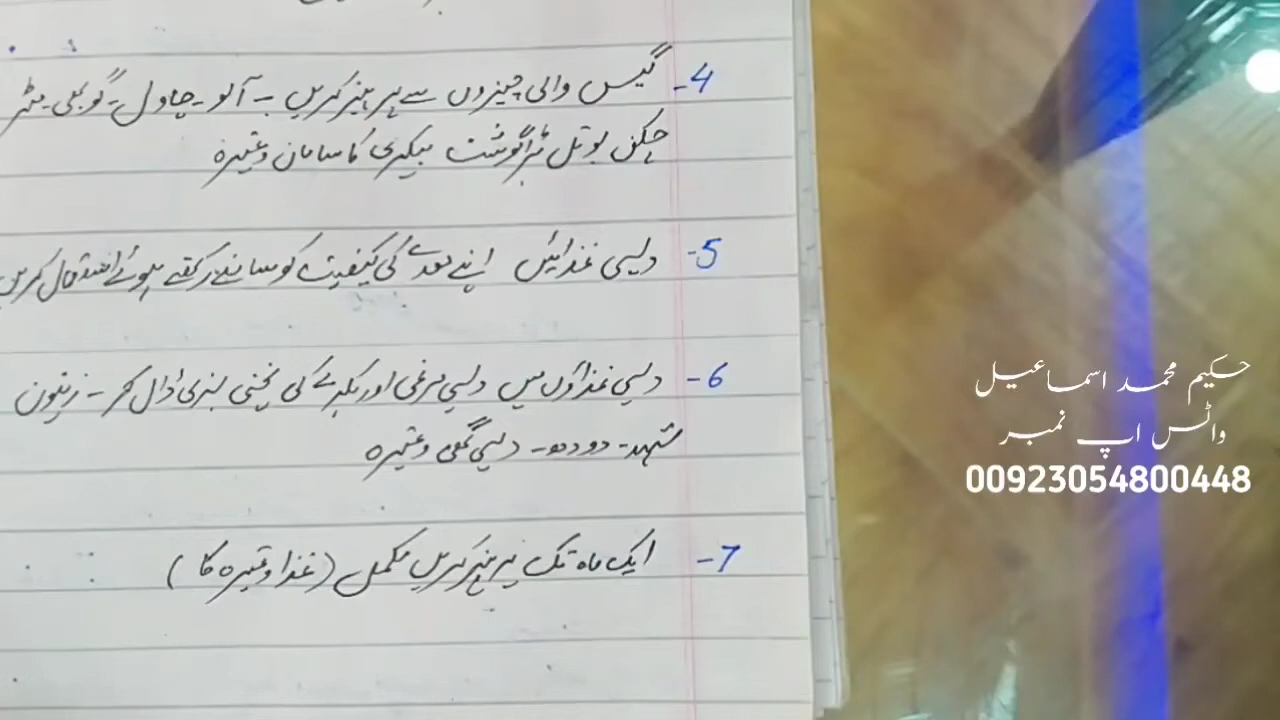 4- گیس والی چیزوں سے پرہیز کریں - آلو - چاول - گوبھی - مٹر
چکن بوتل بڑا گوشت بیکری کا سامان وغیرہ
5- دیسی غذائیں اپنے معدے کی کیفیت کو سامنے رکھتے ہوئے استعمال کریں
6- دیسی غذاؤں میں دیسی مرغی اور بکرے کی یخنی سبزی ڈال کر - زیتون
شہد - دودھ - دیسی گھی وغیرہ
7- ایک ماہ تک پرہیز کریں مکمل (غذا وغیرہ کا)
حکیم محمد اسماعیل
واٹس اپ نمبر
00923054800448